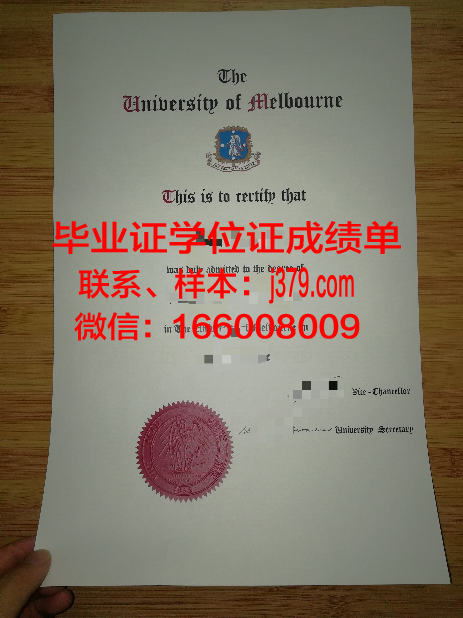 The
University of Melbourne
This is to certify that
毕业证学位证成绩单
was duly admitted to the degree of
联系、样本：j379.com
in The
微信：166008009
Vice-Chancellor
University Secretary